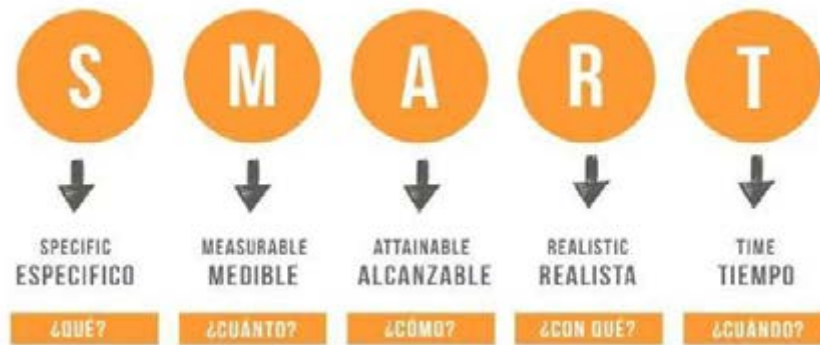 S M A R T
SPECIFIC MEASURABLE ATTAINABLE REALISTIC TIME
ESPECIFICO MEDIBLE ALCANZABLE REALISTA TIEMPO
¿QUÉ? ¿CUÁNTO? ¿CÓMO? ¿CON QUÉ? ¿CUÁNDO?